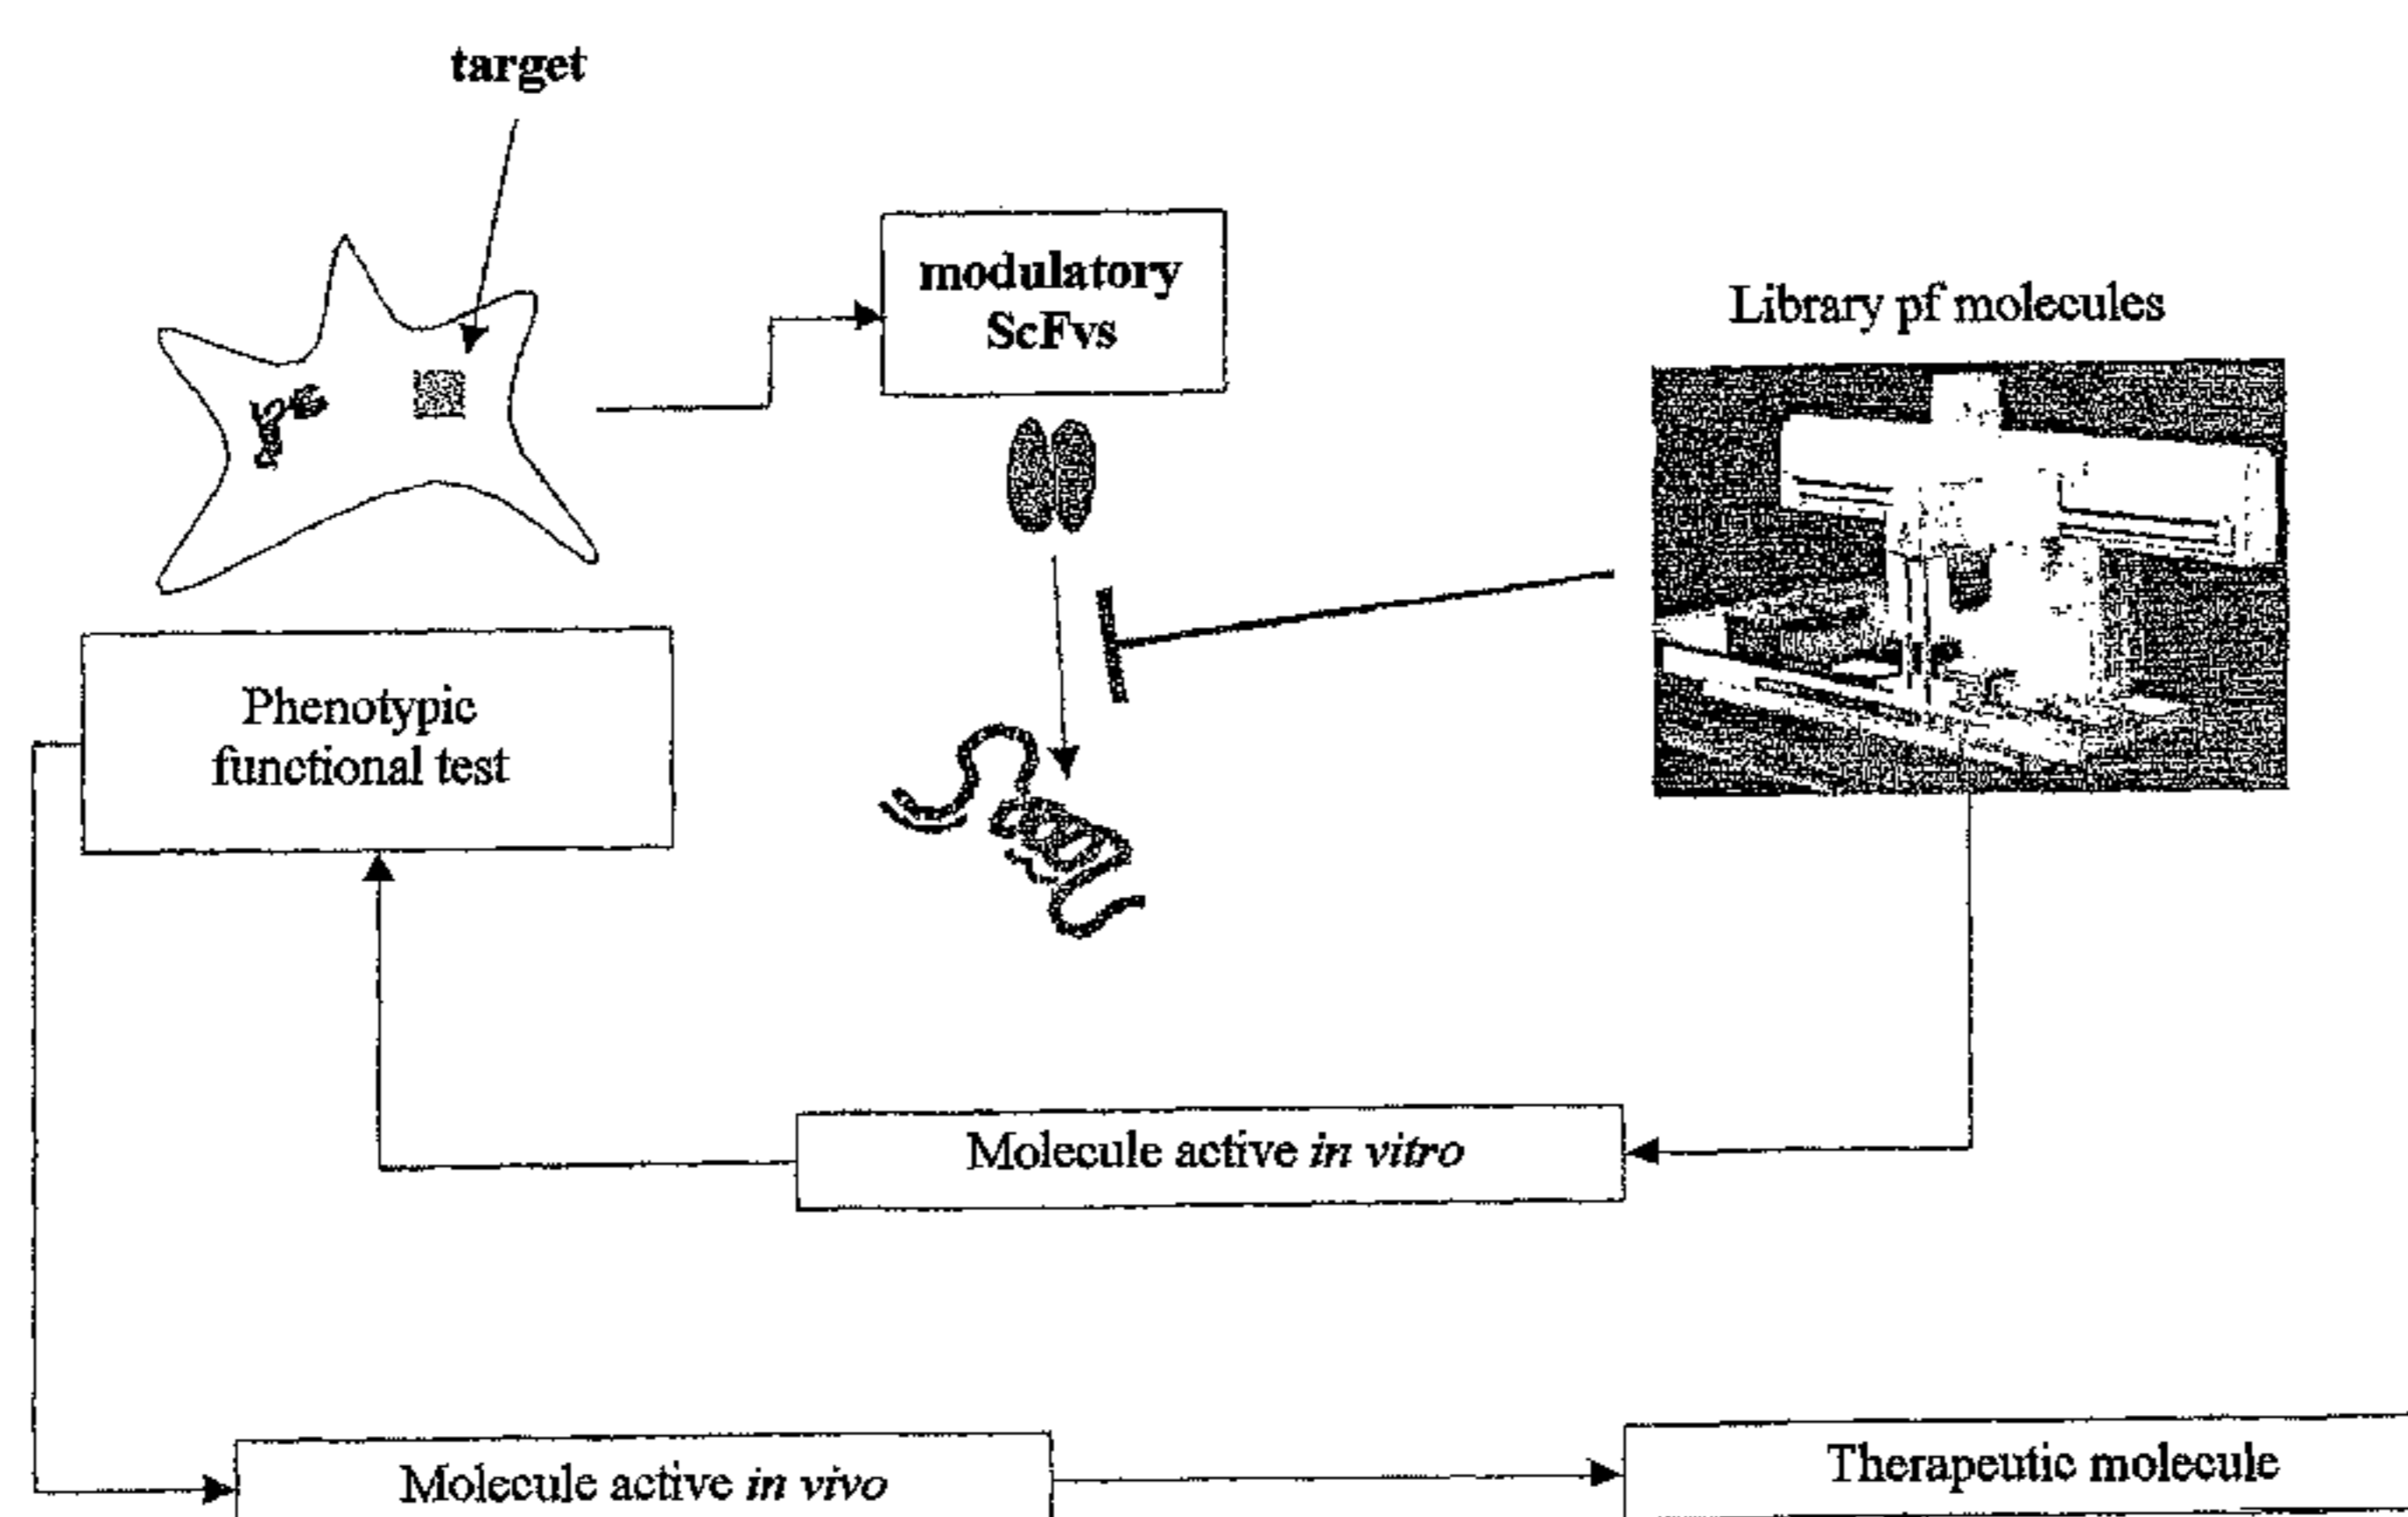 target
modulatory
ScFvs
Library pf molecules
Phenotypic
functional test
Molecule active in vitro
Molecule active in vivo
Therapeutic molecule